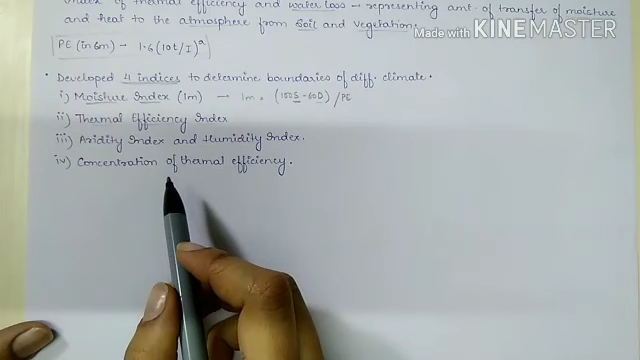 index of thermal efficiency and water loss → representing amt. of transfer of moisture
and heat to the atmosphere from soil and vegetation.
Made with KINEMASTER
PE (in cm) → 1.6 (10t/I)ᵃ
• Developed 4 indices to determine boundaries of diff. climate.
i) Moisture Index (Im) → Im = (100S - 60D)/PE
ii) Thermal Efficiency Index
iii) Aridity Index and Humidity Index.
iv) Concentration of thermal efficiency.